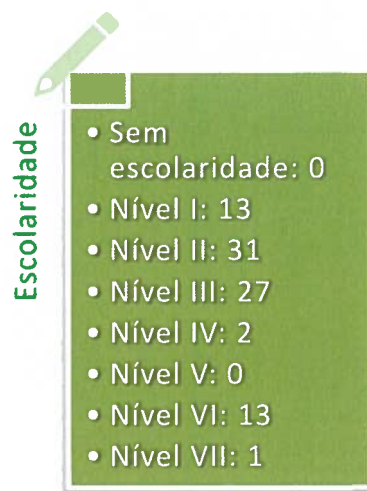 Escolaridade
• Sem
escolaridade: 0
• Nível I: 13
• Nível II: 31
• Nível III: 27
• Nível IV: 2
• Nível V: 0
• Nível VI: 13
• Nível VII: 1